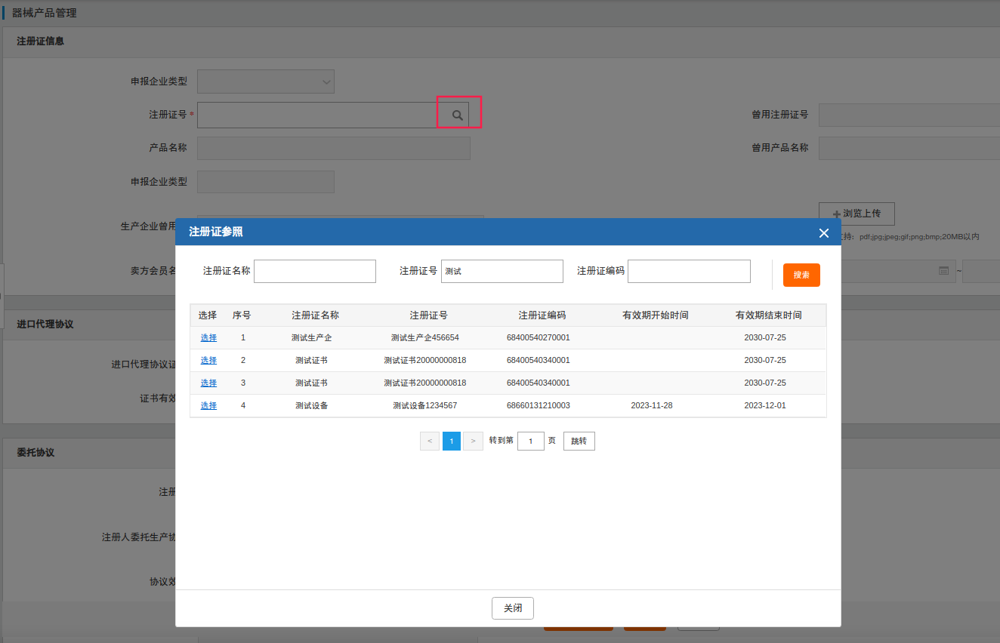 器械产品管理
注册证信息
申报企业类型
注册证号 * 曾用注册证号
产品名称 曾用产品名称
申报企业类型
浏览上传
生产企业曾用
支持：pdf;jpg;jpeg;gif;png;bmp;20MB以内
卖方会员名 ~
进口代理协议
进口代理协议证
证书有效
委托协议
注册
注册人委托生产协
协议效
注册证参照
注册证名称 注册证号 测试 注册证编码 搜索
选择 序号 注册证名称 注册证号 注册证编码 有效期开始时间 有效期结束时间
选择 1 测试生产企 测试生产企456654 68400540270001 2030-07-25
选择 2 测试证书 测试证书20000000818 68400540340001 2030-07-25
选择 3 测试证书 测试证书20000000818 68400540340001 2030-07-25
选择 4 测试设备 测试设备1234567 68660131210003 2023-11-28 2023-12-01
< 1 > 转到第 1 页 跳转
关闭